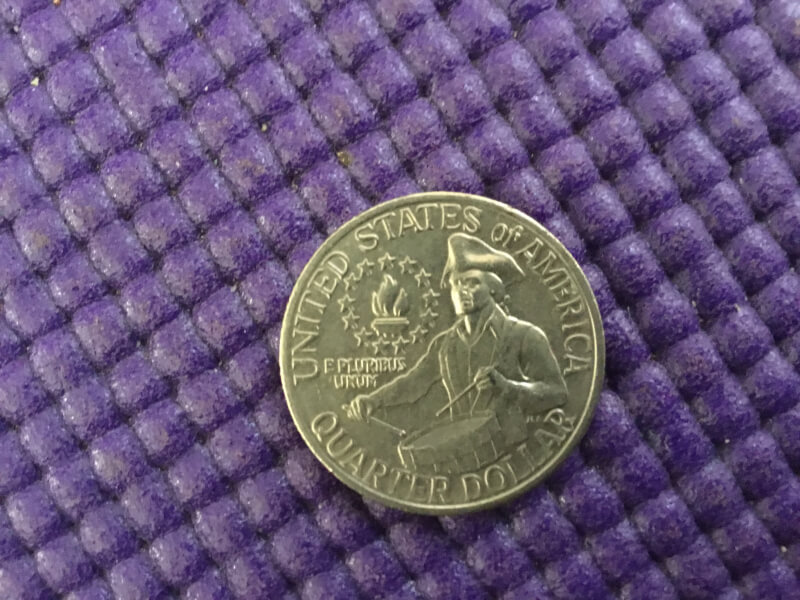 UNITED STATES of AMERICA
E PLURIBUS
UNUM
QUARTER DOLLAR